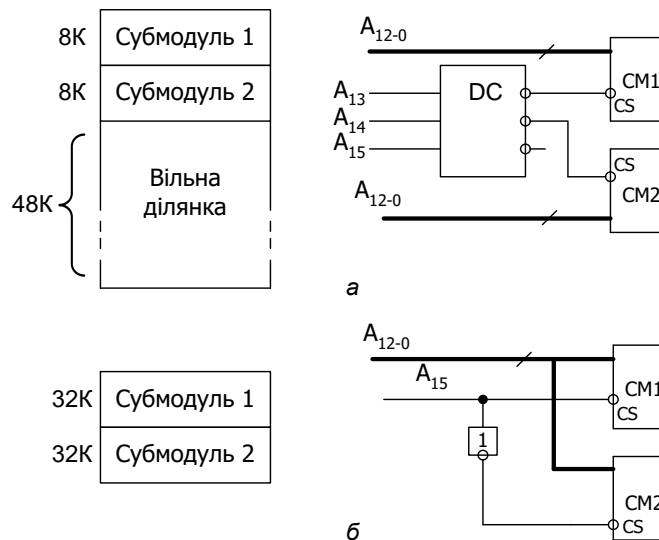 8K Субмодуль 1
8K Субмодуль 2
48K
Вільна
ділянка
A12-0
A13
A14
A15
DC
CM1
CS
CS
CM2
A12-0
а
32K Субмодуль 1
32K Субмодуль 2
A12-0
A15
1
CM1
CS
CM2
CS
б